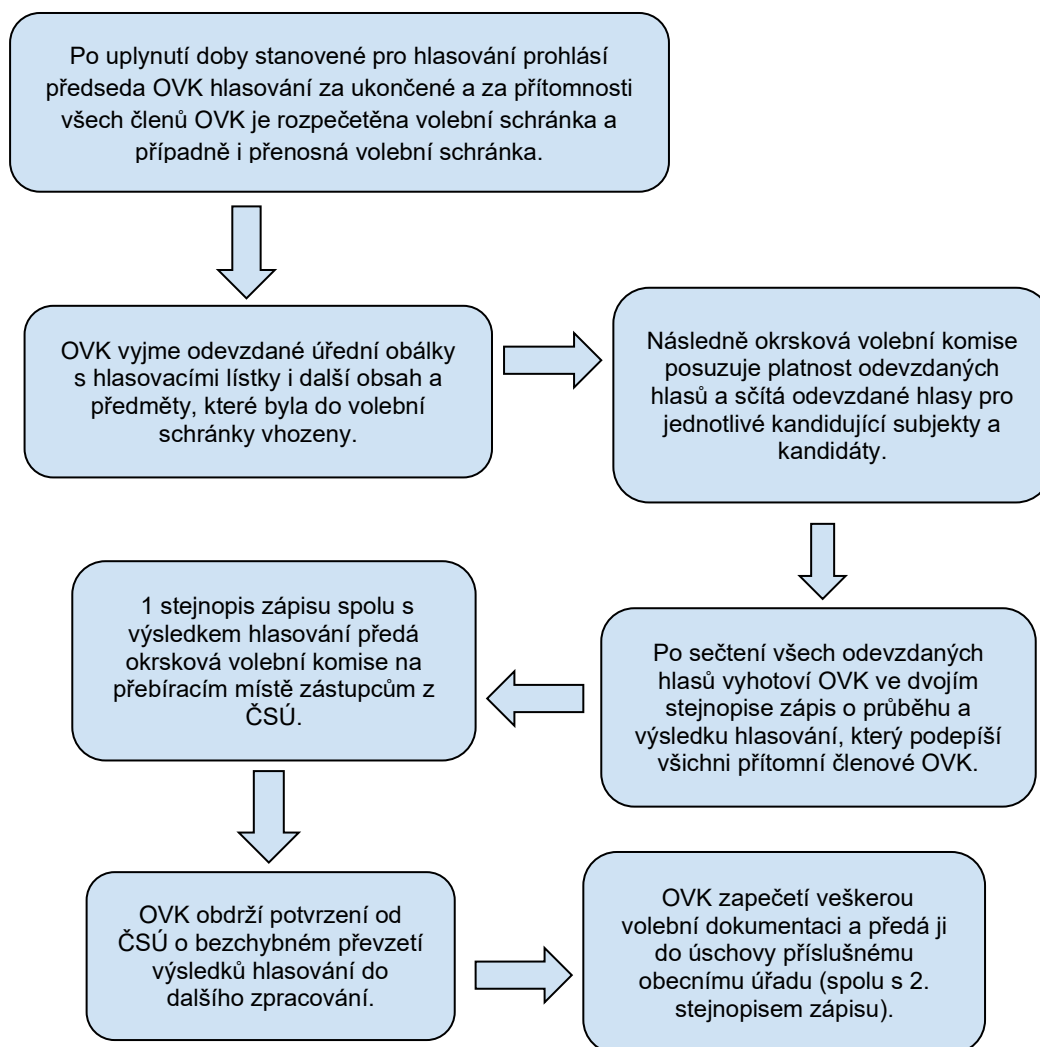 Po uplynutí doby stanovené pro hlasování prohlásí
předseda OVK hlasování za ukončené a za přítomnosti
všech členů OVK je rozpečetěna volební schránka a
případně i přenosná volební schránka.
OVK vyjme odevzdané úřední obálky
s hlasovacími lístky i další obsah a
předměty, které byla do volební
schránky vhozeny.
Následně okrsková volební komise
posuzuje platnost odevzdaných
hlasů a sčítá odevzdané hlasy pro
jednotlivé kandidující subjekty a
kandidáty.
Po sečtení všech odevzdaných
hlasů vyhotoví OVK ve dvojím
stejnopise zápis o průběhu a
výsledku hlasování, který podepíší
všichni přítomní členové OVK.
1 stejnopis zápisu spolu s
výsledkem hlasování předá
okrsková volební komise na
přebíracím místě zástupcům z
ČSÚ.
OVK obdrží potvrzení od
ČSÚ o bezchybném převzetí
výsledků hlasování do
dalšího zpracování.
OVK zapečetí veškerou
volební dokumentaci a předá ji
do úschovy příslušnému
obecnímu úřadu (spolu s 2.
stejnopisem zápisu).